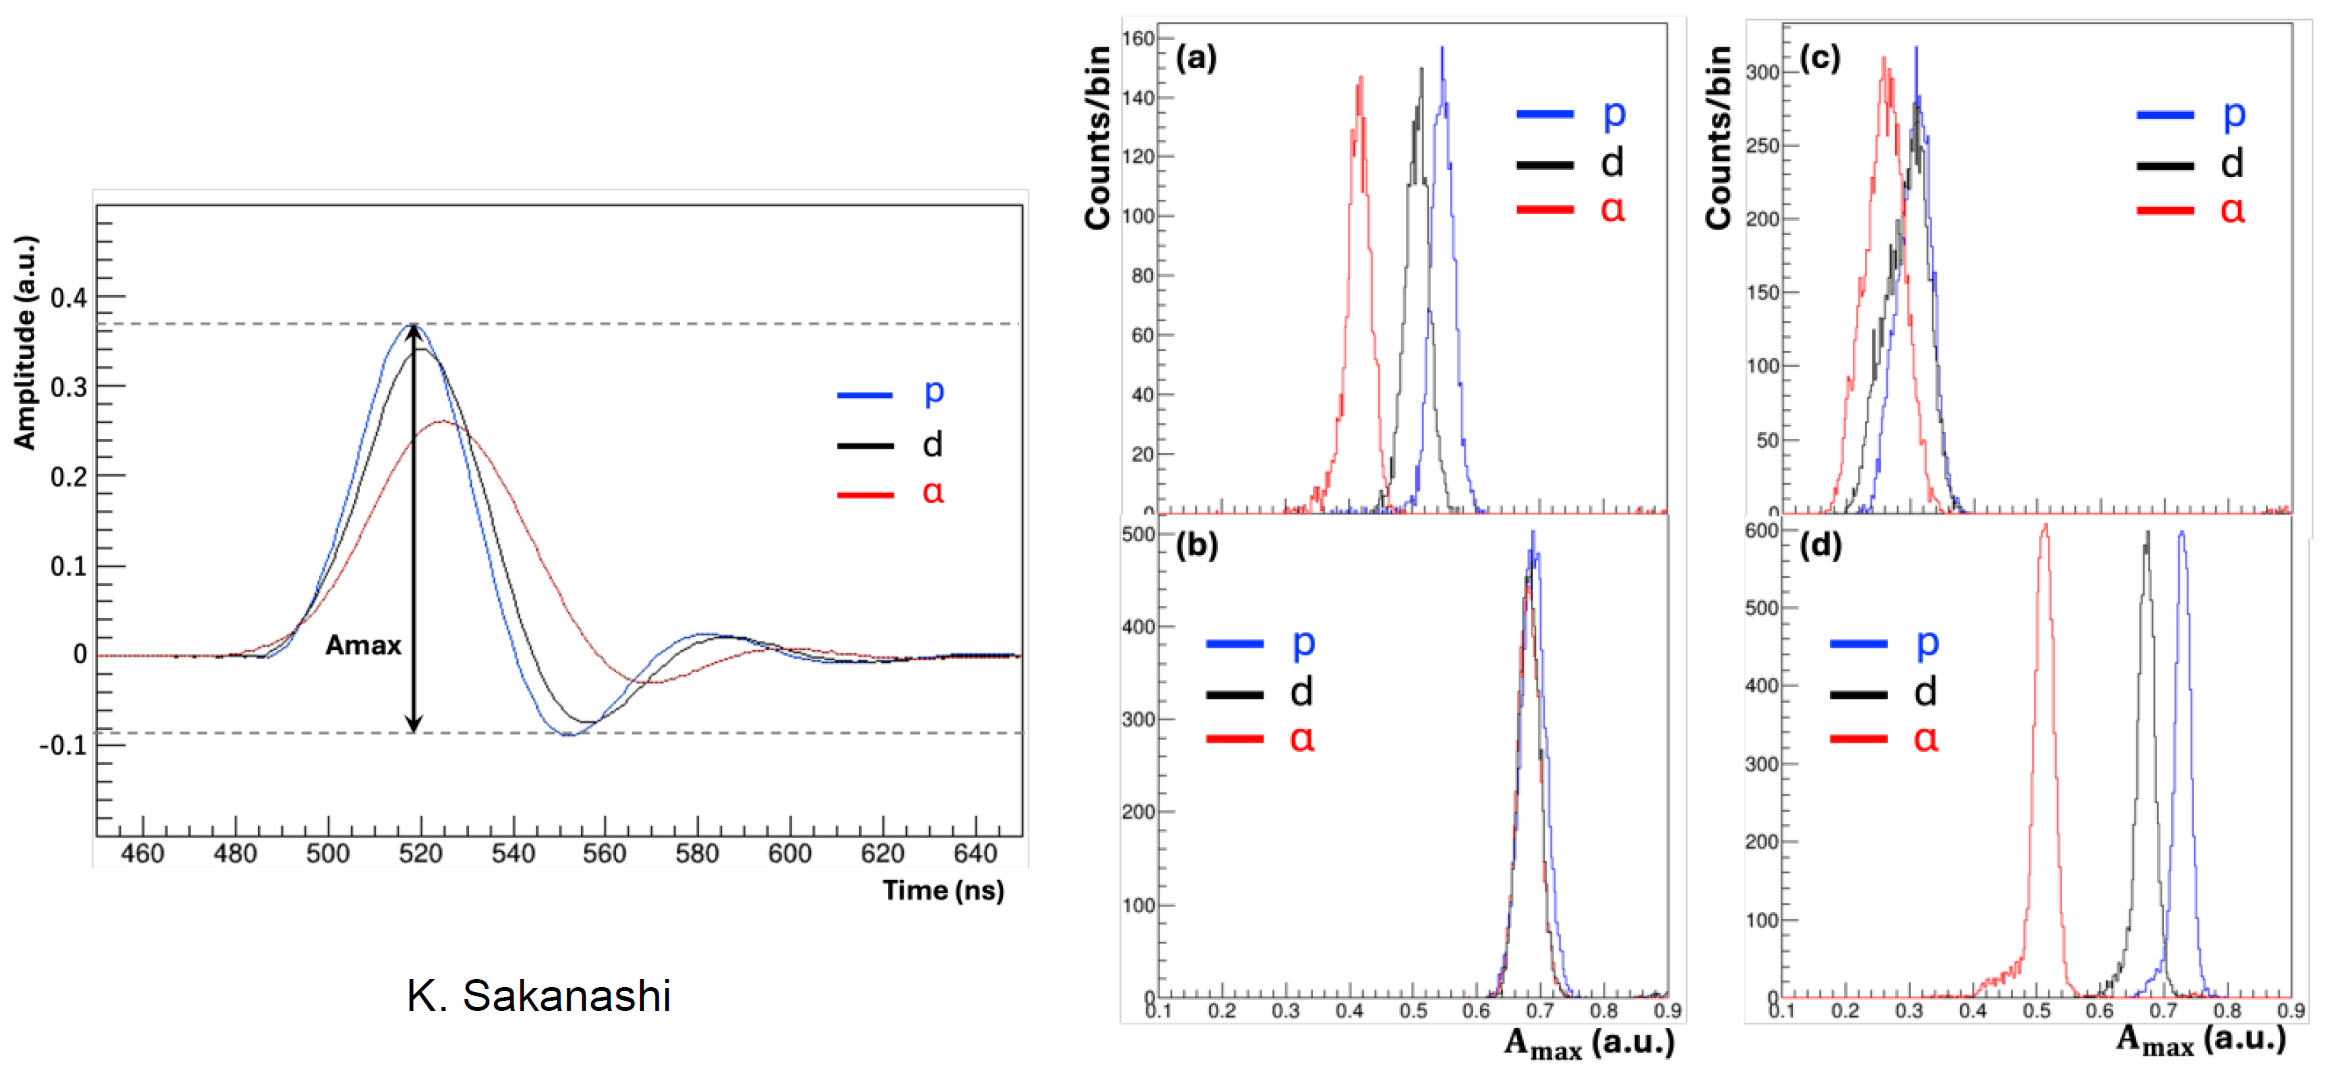 Amplitude (a.u.)
0.4
0.3
0.2
0.1
0
-0.1
Amax
p
d
α
460 480 500 520 540 560 580 600 620 640
Time (ns)
K. Sakanashi
(a)
Counts/bin
160
140
120
100
80
60
40
20
0
p
d
α
(b)
500
400
300
200
100
0
p
d
α
0.1 0.2 0.3 0.4 0.5 0.6 0.7 0.8 0.9
Amax (a.u.)
(c)
Counts/bin
300
250
200
150
100
50
0
p
d
α
(d)
600
500
400
300
200
100
0
p
d
α
0.1 0.2 0.3 0.4 0.5 0.6 0.7 0.8 0.9
Amax (a.u.)